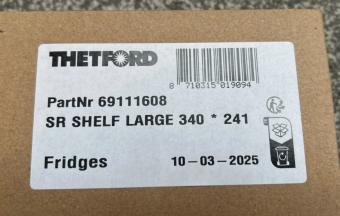 THETFORD
8 710315 019094
PartNr 69111608
SR SHELF LARGE 340 * 241
Fridges 10-03-2025